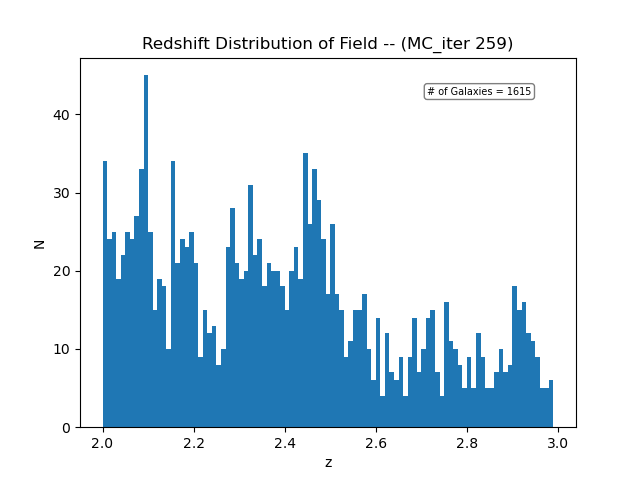 Redshift Distribution of Field -- (MC_iter 259)
# of Galaxies = 1615
N
40
30
20
10
0
2.0 2.2 2.4 2.6 2.8 3.0
z